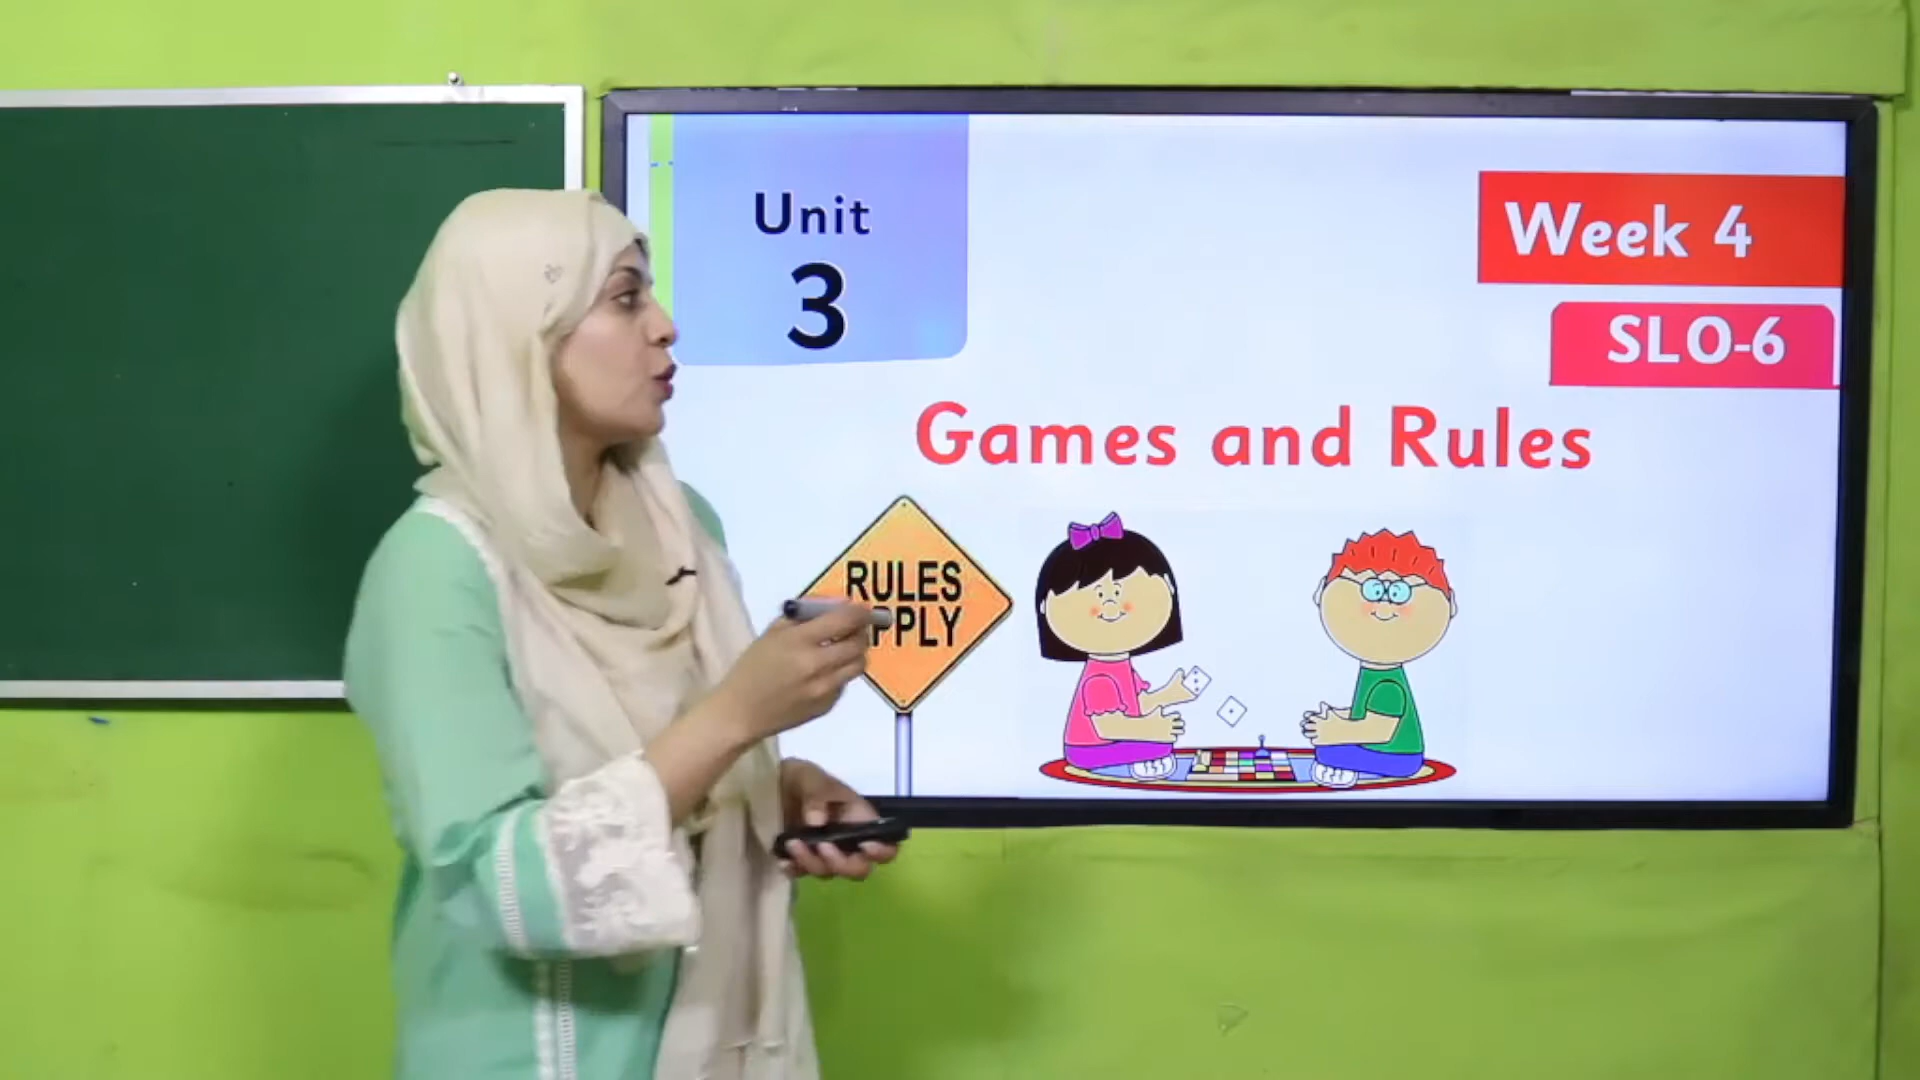 Unit
3
Week 4
SLO-6
Games and Rules
RULES
PPLY